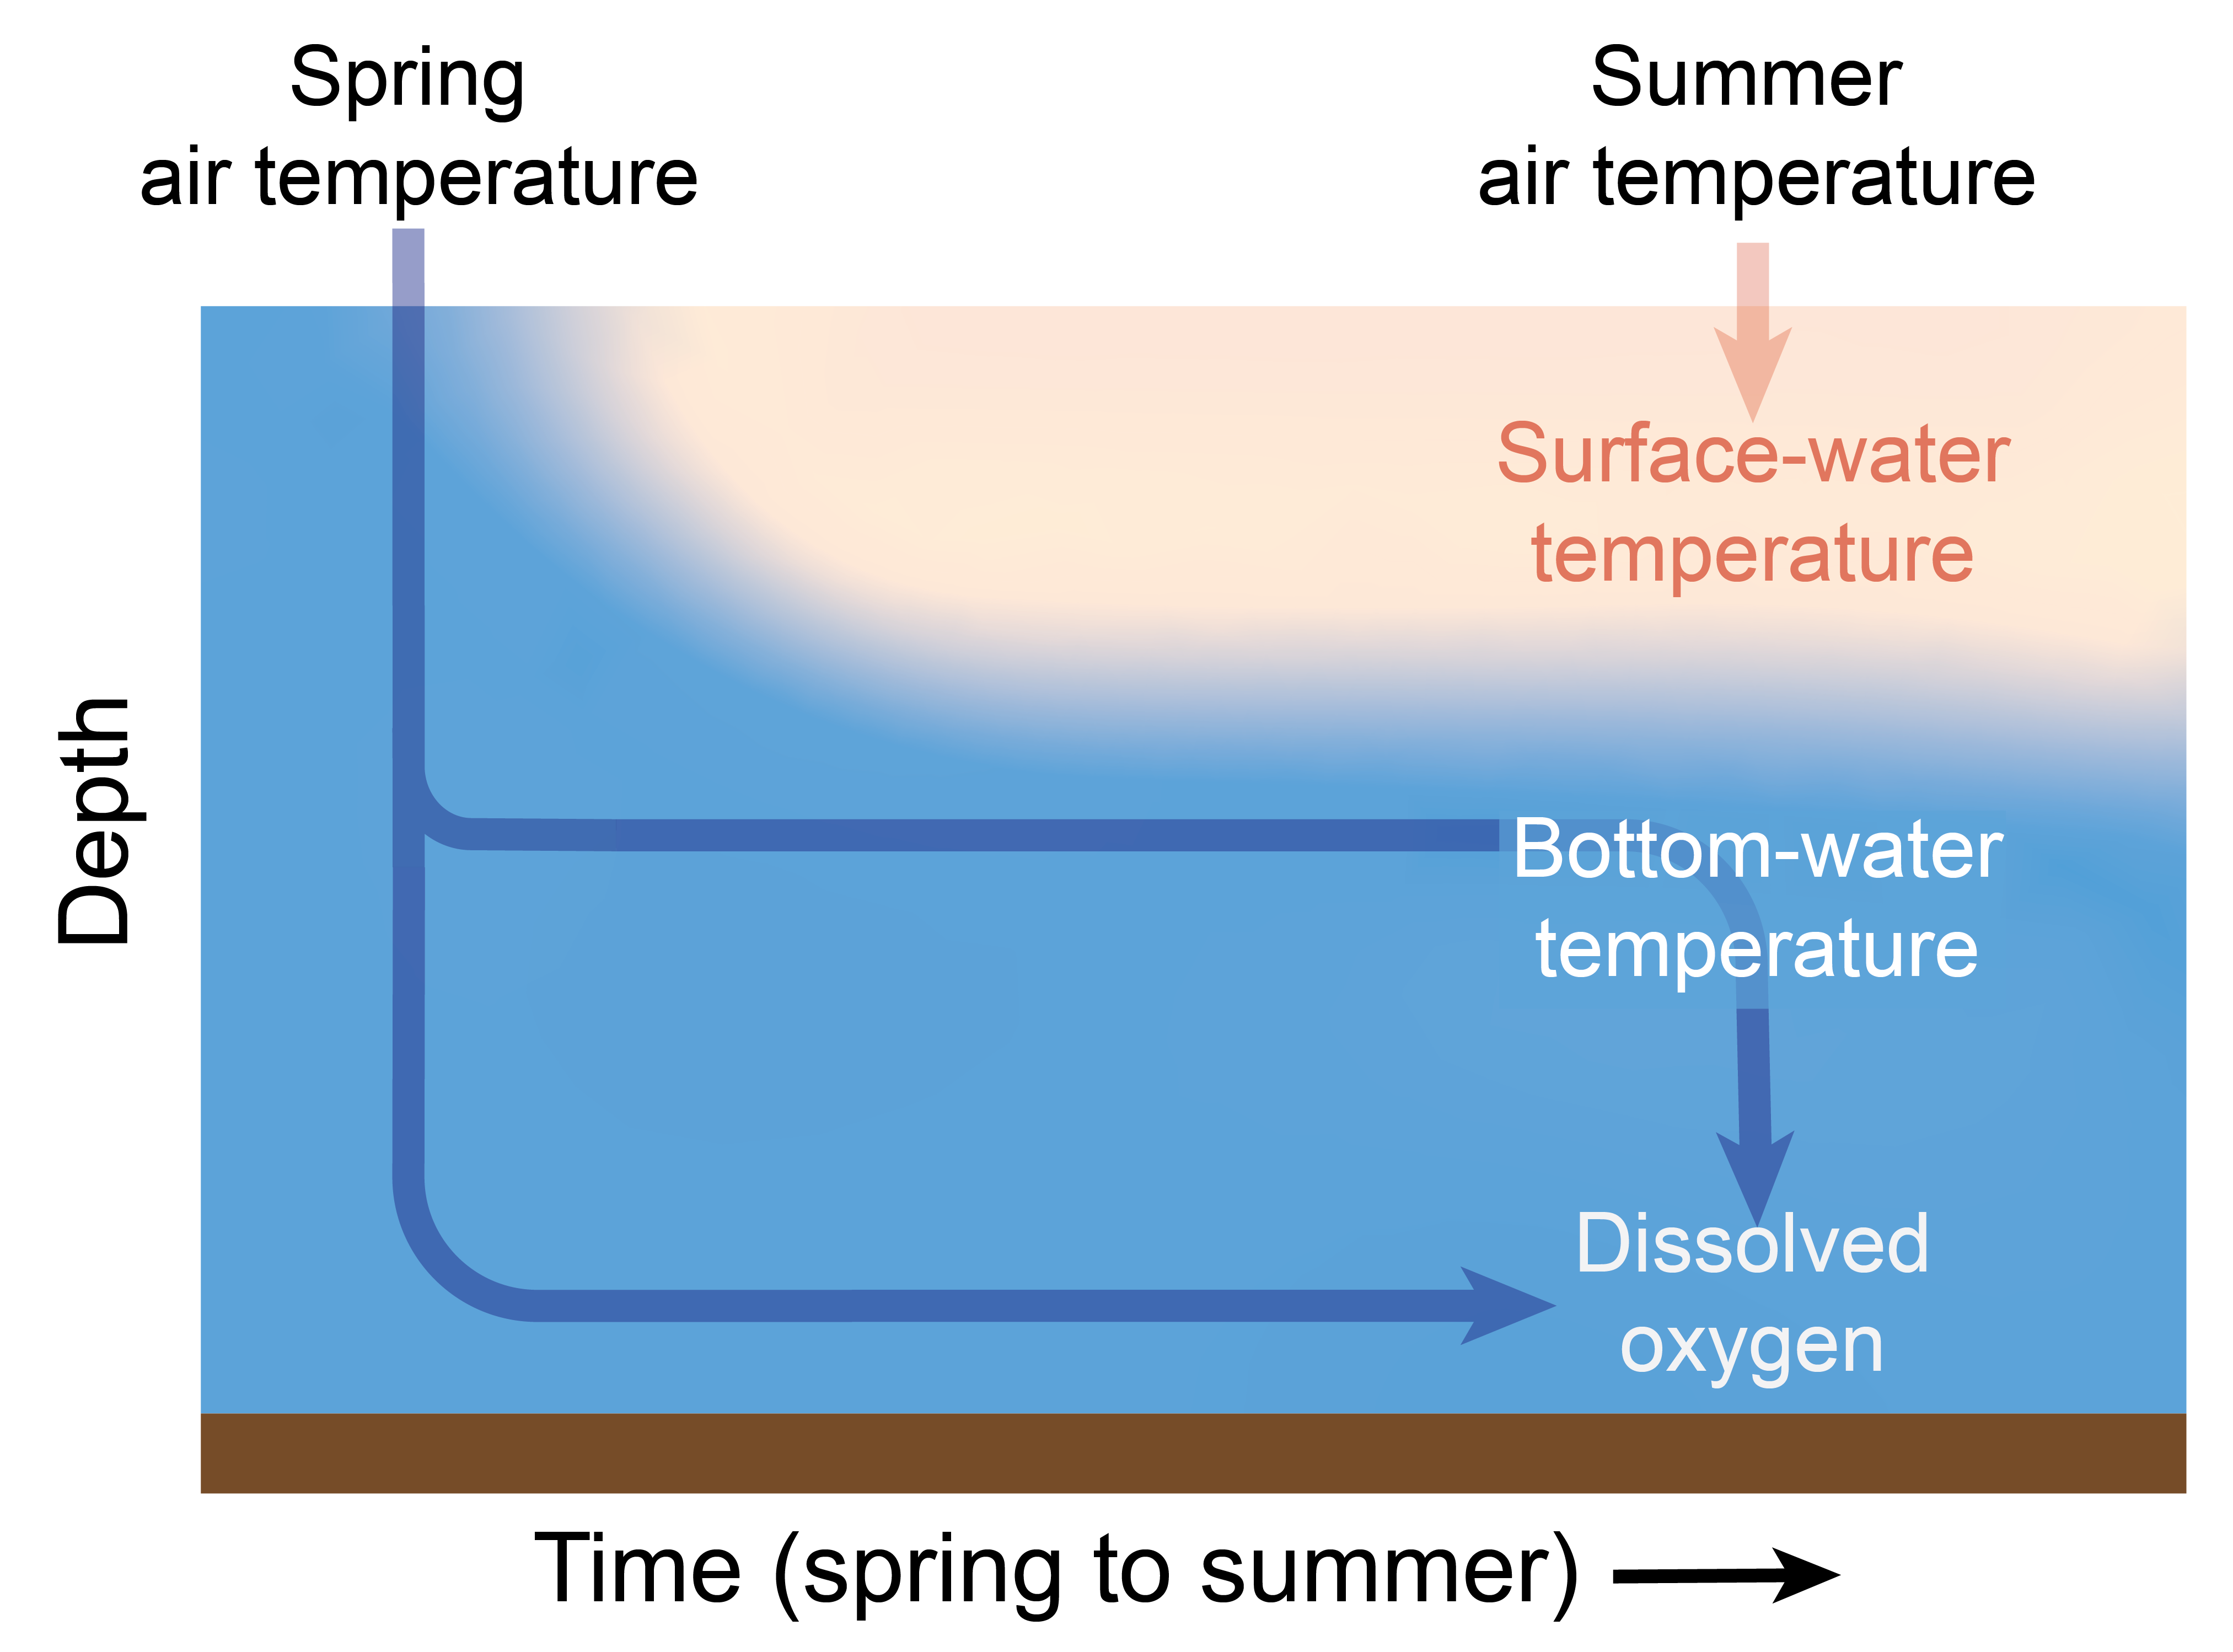 Spring
air temperature
Summer
air temperature
Surface-water
temperature
Depth
Bottom-water
temperature
Dissolved
oxygen
Time (spring to summer)